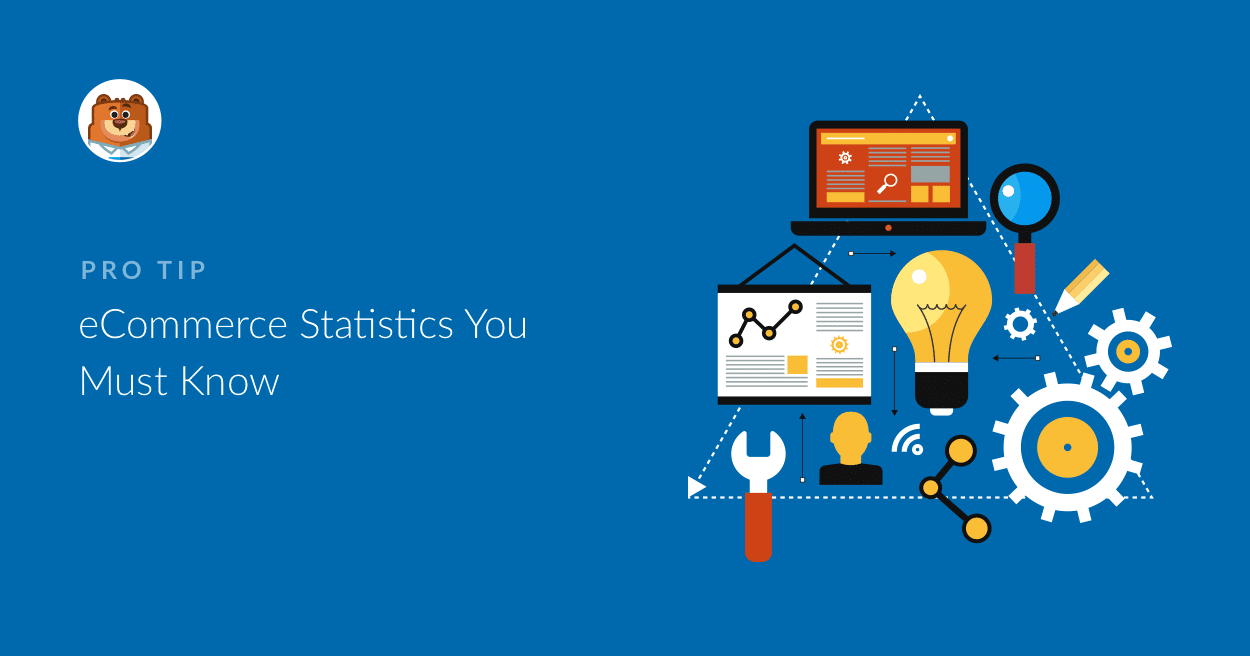 PRO TIP
eCommerce Statistics You
Must Know